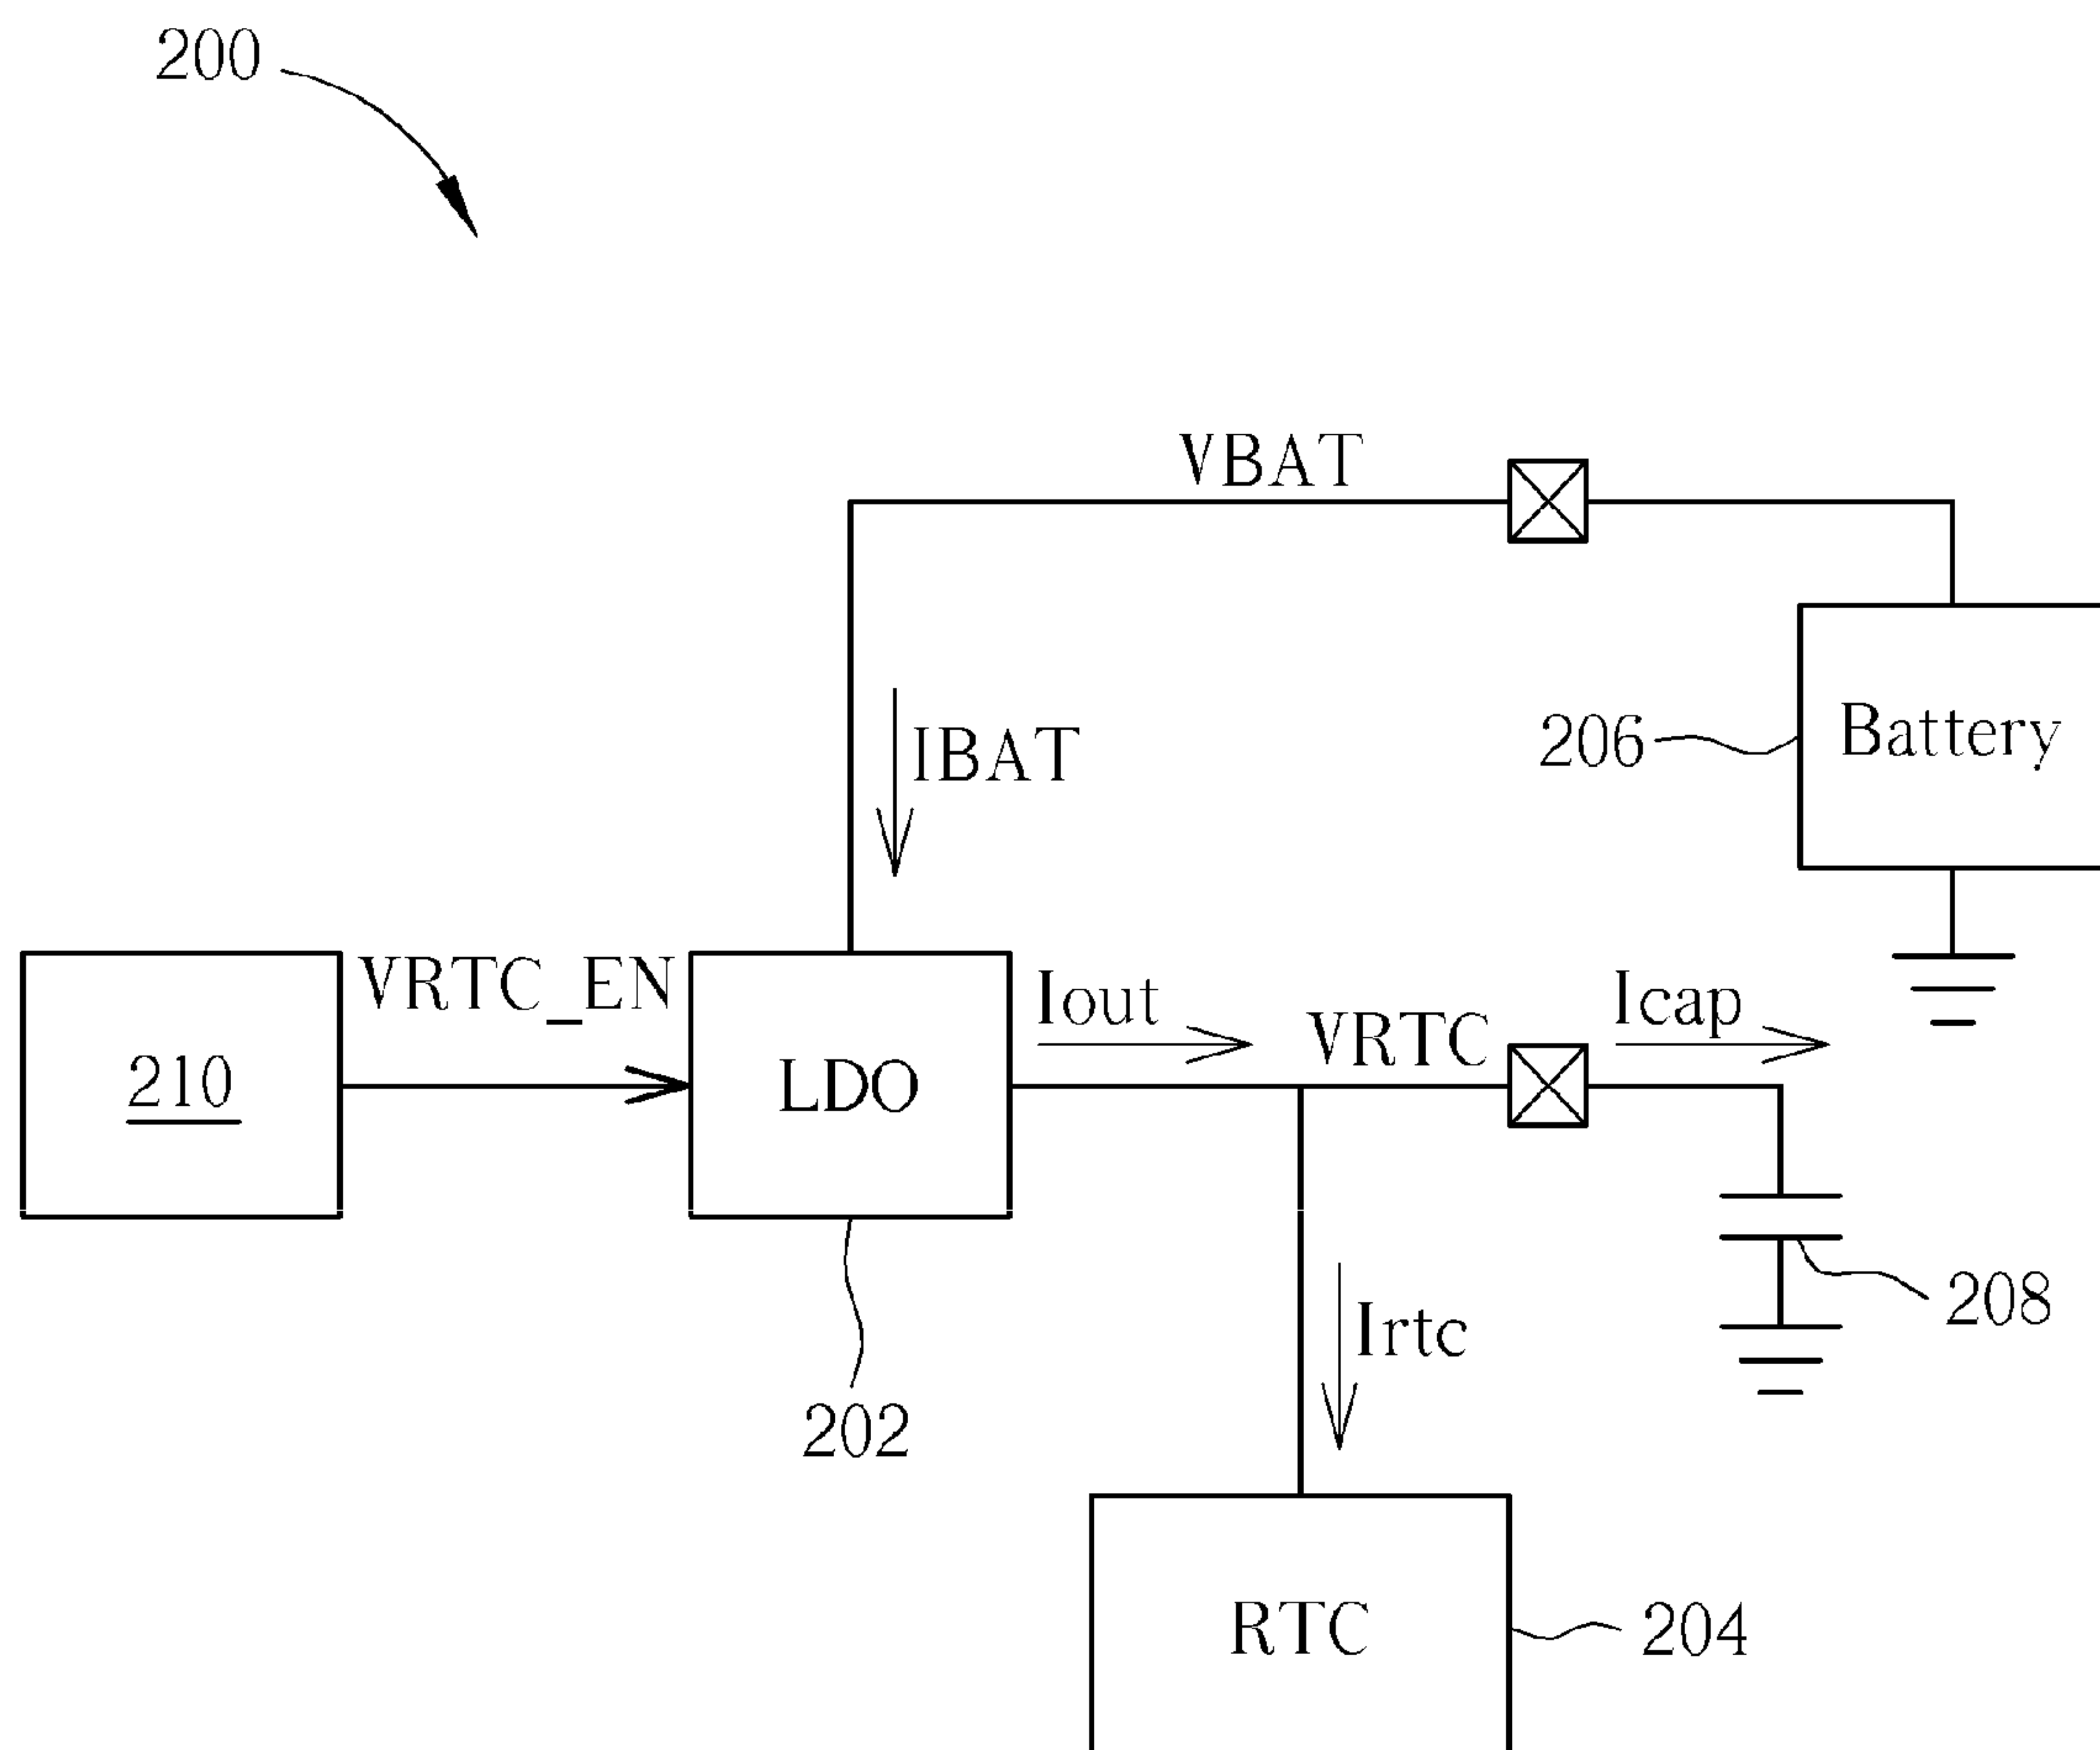 200
VBAT
IBAT
206
Battery
VRTC_EN
Iout
VRTC
Icap
210
LDO
208
Irtc
202
RTC
204